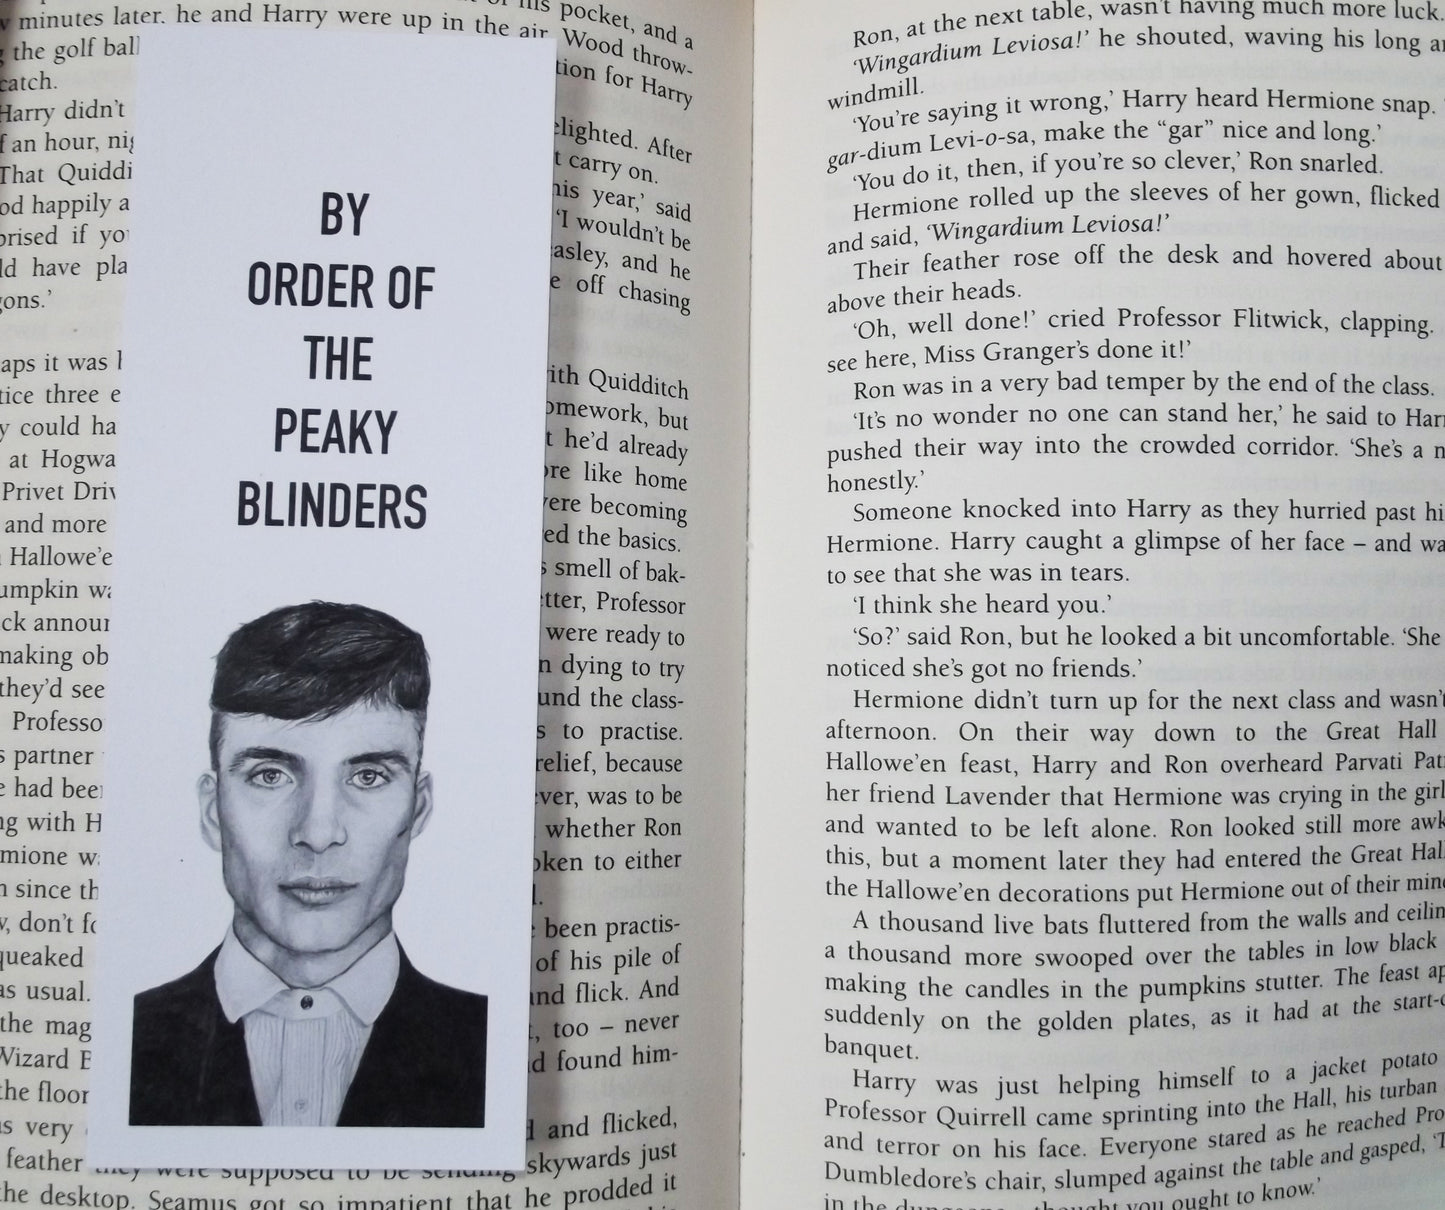 his pocket, and a
minutes later. he and Harry were up in the air, Wood throw-
the golf ball
tion for Harry
catch.
Harry didn't
elighted. After
f an hour, nig
t carry on.
That Quiddi
his year,' said
od happily a
'I wouldn't be
prised if yo
easley, and he
ld have pla
e off chasing
gons.'
BY
ORDER OF
THE
PEAKY
BLINDERS
aps it was
ith Quidditch
tice three e
omework, but
y could ha
t he'd already
at Hogwa
ore like home
Privet Driv
vere becoming
and more
ed the basics.
Hallowe'e
s smell of bak-
umpkin wa
etter, Professor
ck announ
were ready to
making ob
n dying to try
they'd see
und the class-
Professo
s to practise.
s partner
relief, because
e had been
ever, was to be
ng with H
whether Ron
mione w
oken to either
n since th
d.
w, don't fo
been practis-
queaked
of his pile of
as usual.
nd flick. And
the mag
, too – never
Wizard B
d found him-
the floor
s very
d and flicked,
feather they were supposed to be sending skywards just
the desktop. Seamus got so impatient that he prodded it
Ron, at the next table, wasn't having much more luck.
'Wingardium Leviosa!' he shouted, waving his long a
windmill.
'You're saying it wrong,' Harry heard Hermione snap.
gar-dium Levi-o-sa, make the "gar" nice and long.'
'You do it, then, if you're so clever,' Ron snarled.
Hermione rolled up the sleeves of her gown, flicked
and said, 'Wingardium Leviosa!'
Their feather rose off the desk and hovered about
above their heads.
'Oh, well done!' cried Professor Flitwick, clapping.
see here, Miss Granger's done it!'
Ron was in a very bad temper by the end of the class.
'It's no wonder no one can stand her,' he said to Har
pushed their way into the crowded corridor. 'She's a n
honestly.'
Someone knocked into Harry as they hurried past hi
Hermione. Harry caught a glimpse of her face – and wa
to see that she was in tears.
'I think she heard you.'
'So?' said Ron, but he looked a bit uncomfortable. 'She
noticed she's got no friends.'
Hermione didn't turn up for the next class and wasn't
afternoon. On their way down to the Great Hall
Hallowe'en feast, Harry and Ron overheard Parvati Pat
her friend Lavender that Hermione was crying in the girl
and wanted to be left alone. Ron looked still more awk
this, but a moment later they had entered the Great Hal
the Hallowe'en decorations put Hermione out of their mind
A thousand live bats fluttered from the walls and ceilin
a thousand more swooped over the tables in low black
making the candles in the pumpkins stutter. The feast ap
suddenly on the golden plates, as it had at the start-o
banquet.
Harry was just helping himself to a jacket potato
Professor Quirrell came sprinting into the Hall, his turban
and terror on his face. Everyone stared as he reached Pro
Dumbledore's chair, slumped against the table and gasped, 'T
in the dungeons – thought you ought to know.'